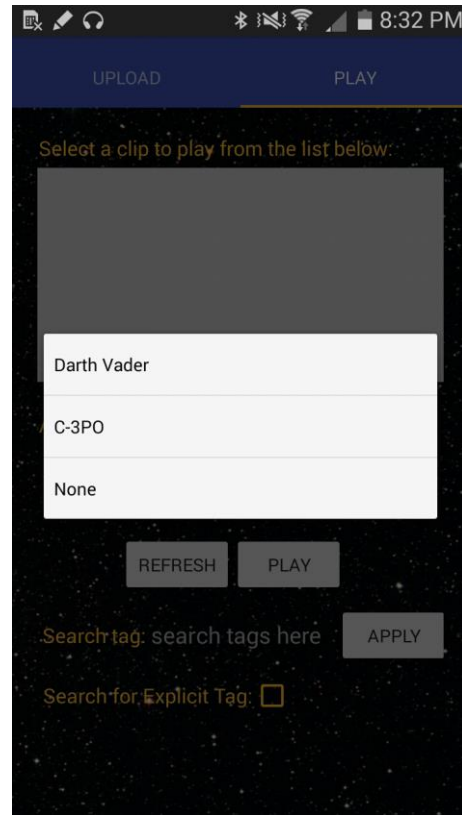 8:32 PM
UPLOAD PLAY
Select a clip to play from the list below:
Darth Vader
C-3PO
None
REFRESH PLAY
Search tag: search tags here APPLY
Search for Explicit Tag: